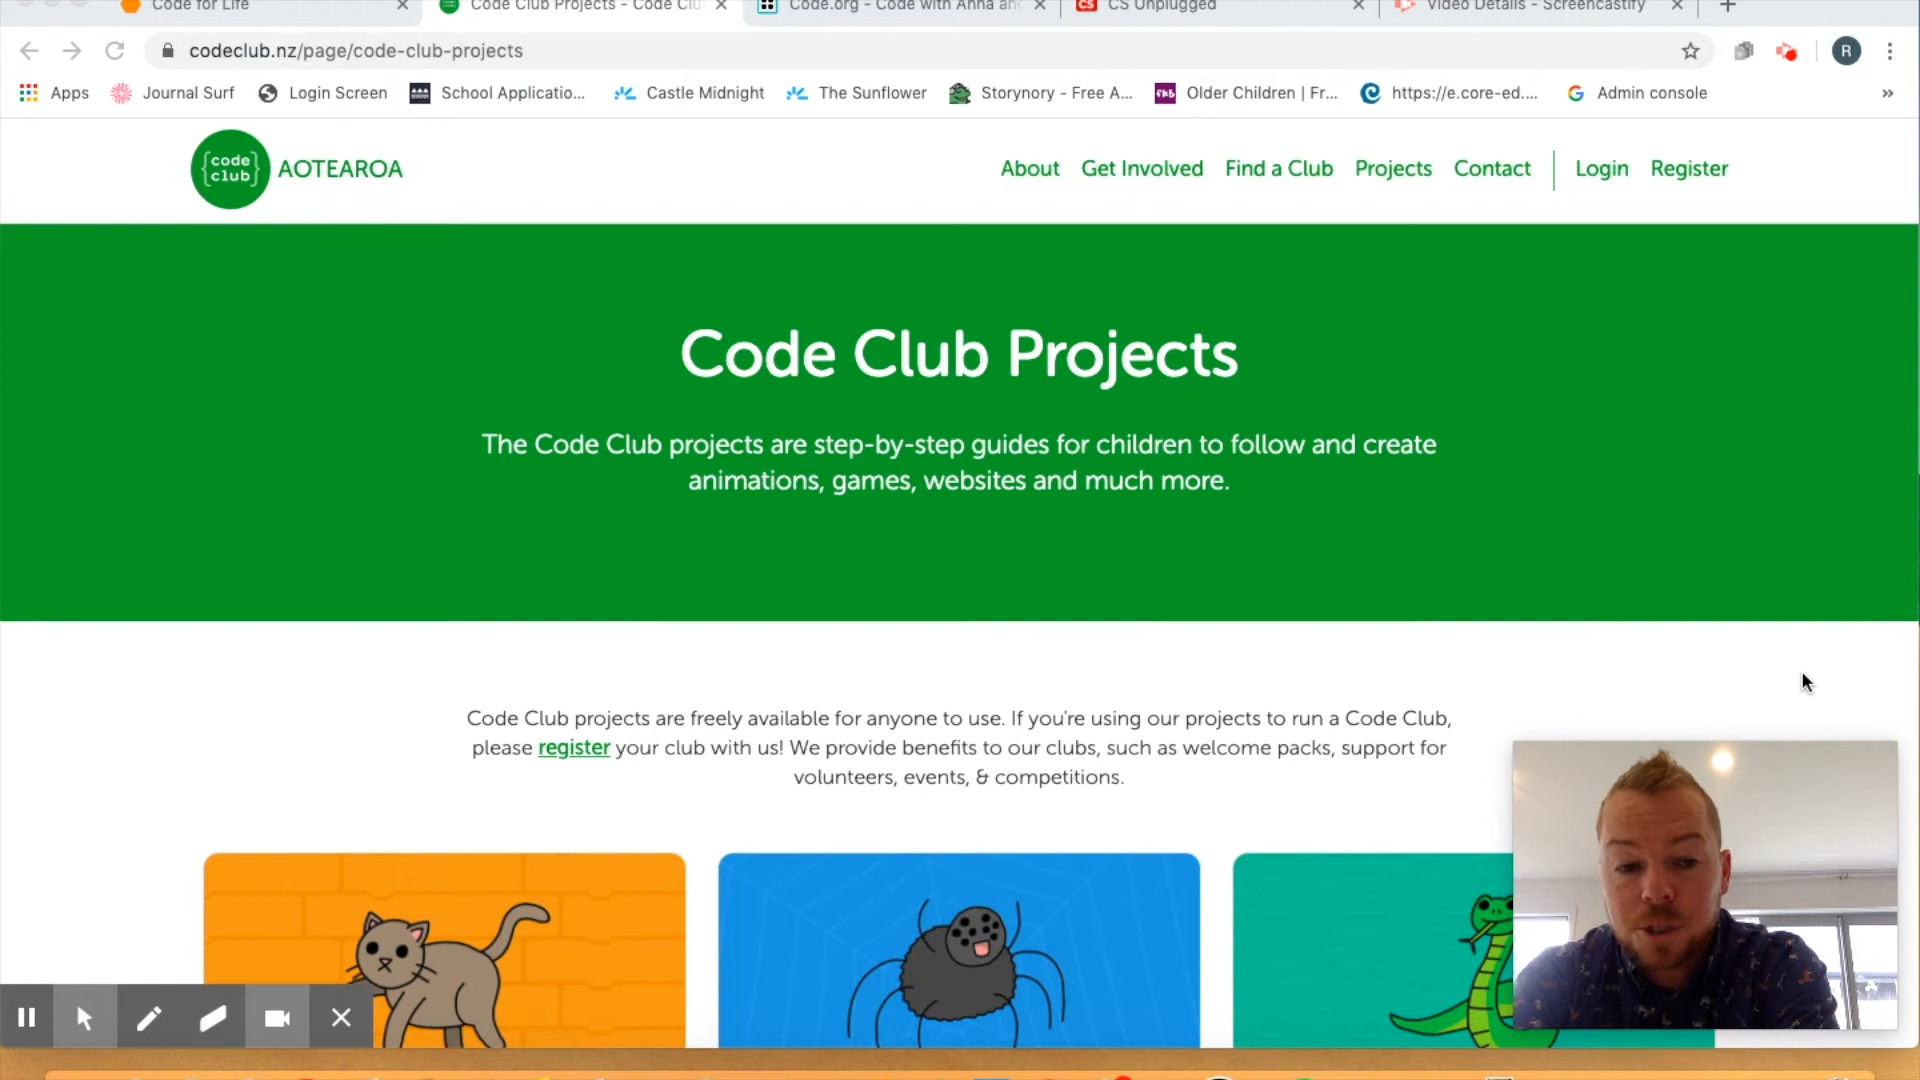 Code for Life
Code Club Projects - Code Clu
Code.org - Code with Anna an
CS
CS Unplugged
Video Details - Screencastify
codeclub.nz/page/code-club-projects
R
Apps
Journal Surf
Login Screen
School Applicatio...
Castle Midnight
The Sunflower
Storynory - Free A...
Older Children | Fr...
https://e.core-ed....
Admin console
{code club}
AOTEAROA
About
Get Involved
Find a Club
Projects
Contact
Login
Register
Code Club Projects
The Code Club projects are step-by-step guides for children to follow and create
animations, games, websites and much more.
Code Club projects are freely available for anyone to use. If you're using our projects to run a Code Club,
please register your club with us! We provide benefits to our clubs, such as welcome packs, support for
volunteers, events, & competitions.